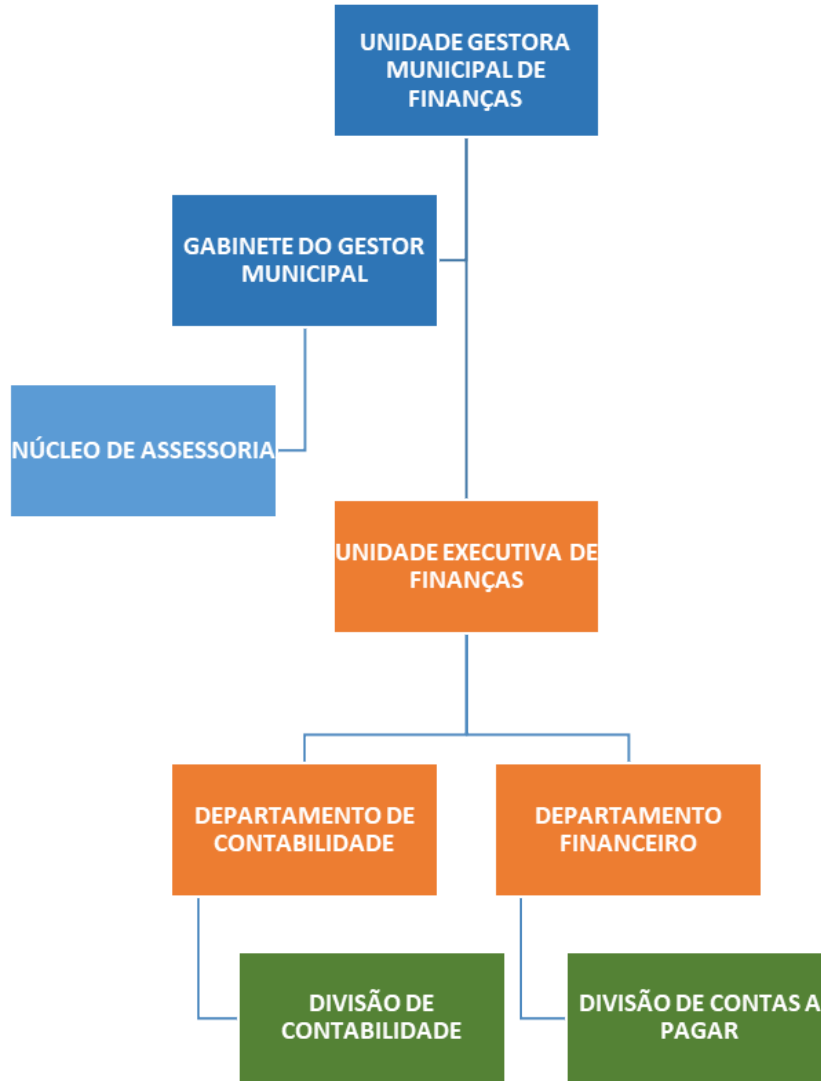 UNIDADE GESTORA
MUNICIPAL DE
FINANÇAS
GABINETE DO GESTOR
MUNICIPAL
NÚCLEO DE ASSESSORIA
UNIDADE EXECUTIVA DE
FINANÇAS
DEPARTAMENTO DE
CONTABILIDADE
DEPARTAMENTO
FINANCEIRO
DIVISÃO DE
CONTABILIDADE
DIVISÃO DE CONTAS A
PAGAR